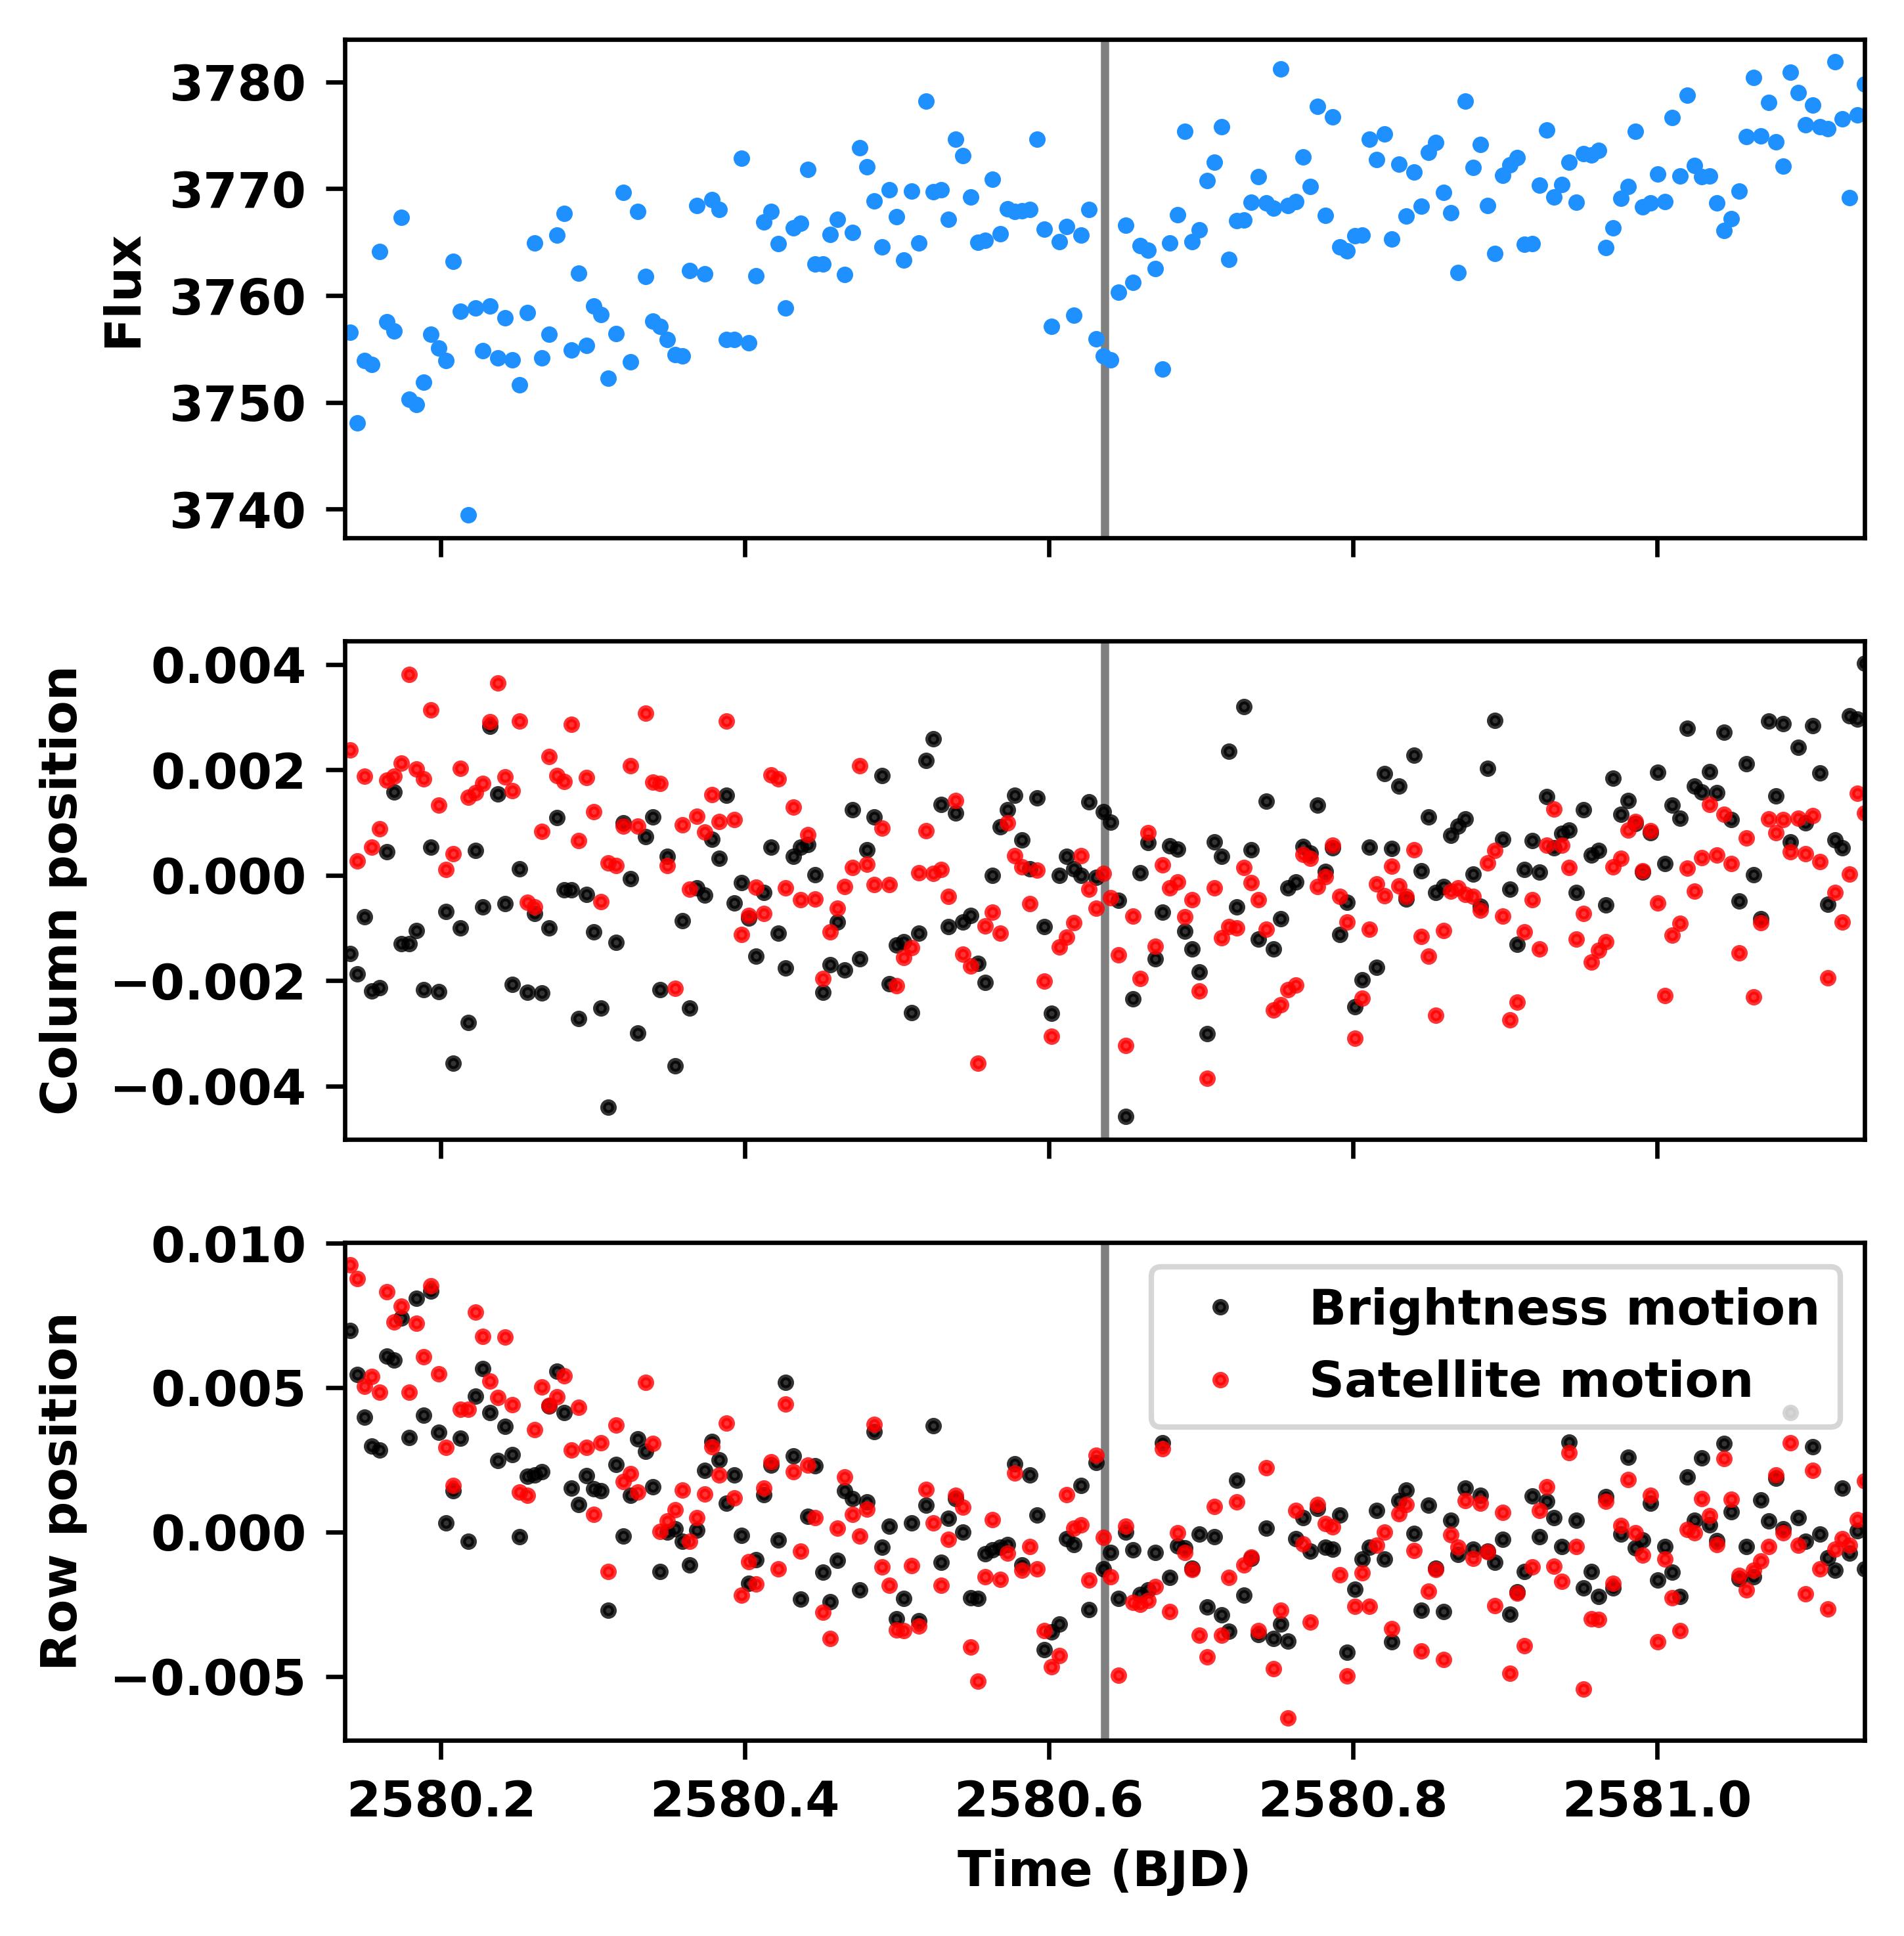 3780
3770
3760
3750
3740
Flux
0.004
0.002
0.000
−0.002
−0.004
Column position
0.010
0.005
0.000
−0.005
Row position
Brightness motion
Satellite motion
2580.2 2580.4 2580.6 2580.8 2581.0
Time (BJD)